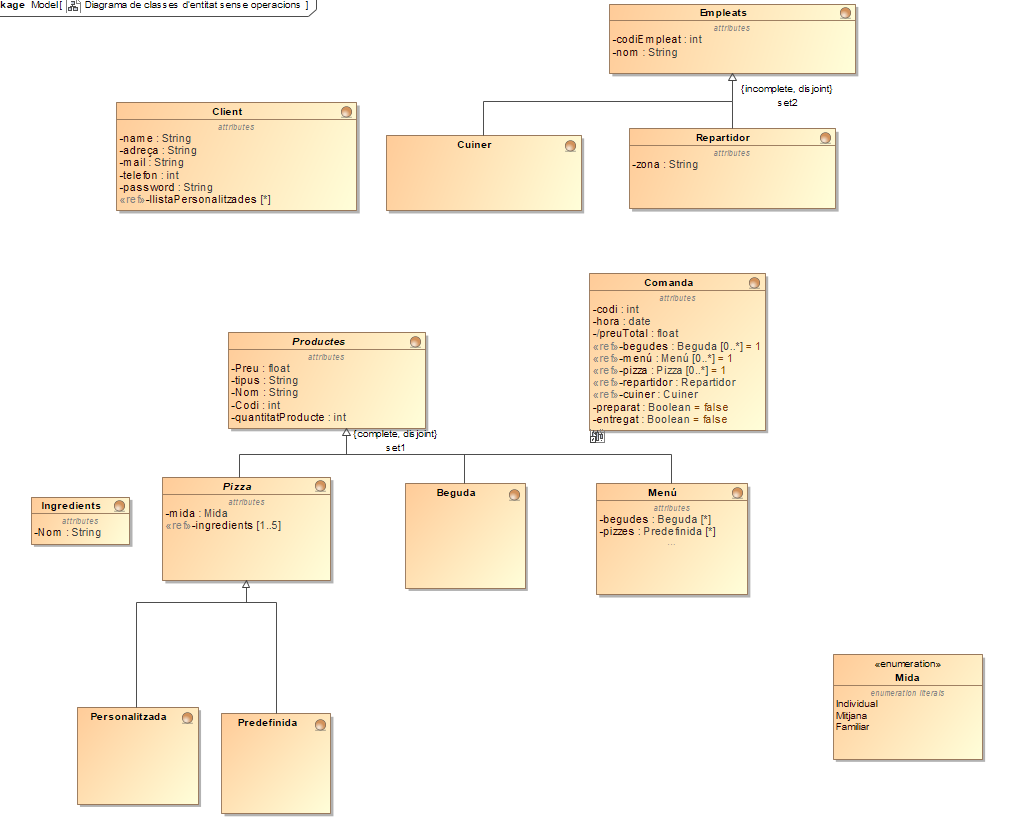 kage Model[ Diagrama de classes d'entitat sense operacions ]
Empleats
attributes
-codiEmpleat : int
-nom : String
{incomplete, disjoint}
set2
Client
attributes
-name : String
-adreça : String
-mail : String
-telefon : int
-password : String
«ref»-llistaPersonalitzades [*]
Cuiner
Repartidor
attributes
-zona : String
Comanda
attributes
-codi : int
-hora : date
-/preuTotal : float
«ref»-begudes : Beguda [0..*] = 1
«ref»-menú : Menú [0..*] = 1
«ref»-pizza : Pizza [0..*] = 1
«ref»-repartidor : Repartidor
«ref»-cuiner : Cuiner
-preparat : Boolean = false
-entregat : Boolean = false
Productes
attributes
-Preu : float
-tipus : String
-Nom : String
-Codi : int
-quantitatProducte : int
{complete, disjoint}
set1
Ingredients
attributes
-Nom : String
Pizza
attributes
-mida : Mida
«ref»-ingredients [1..5]
Beguda
Menú
attributes
-begudes : Beguda [*]
-pizzes : Predefinida [*]
...
Personalitzada
Predefinida
«enumeration»
Mida
enumeration literals
Individual
Mitjana
Familiar